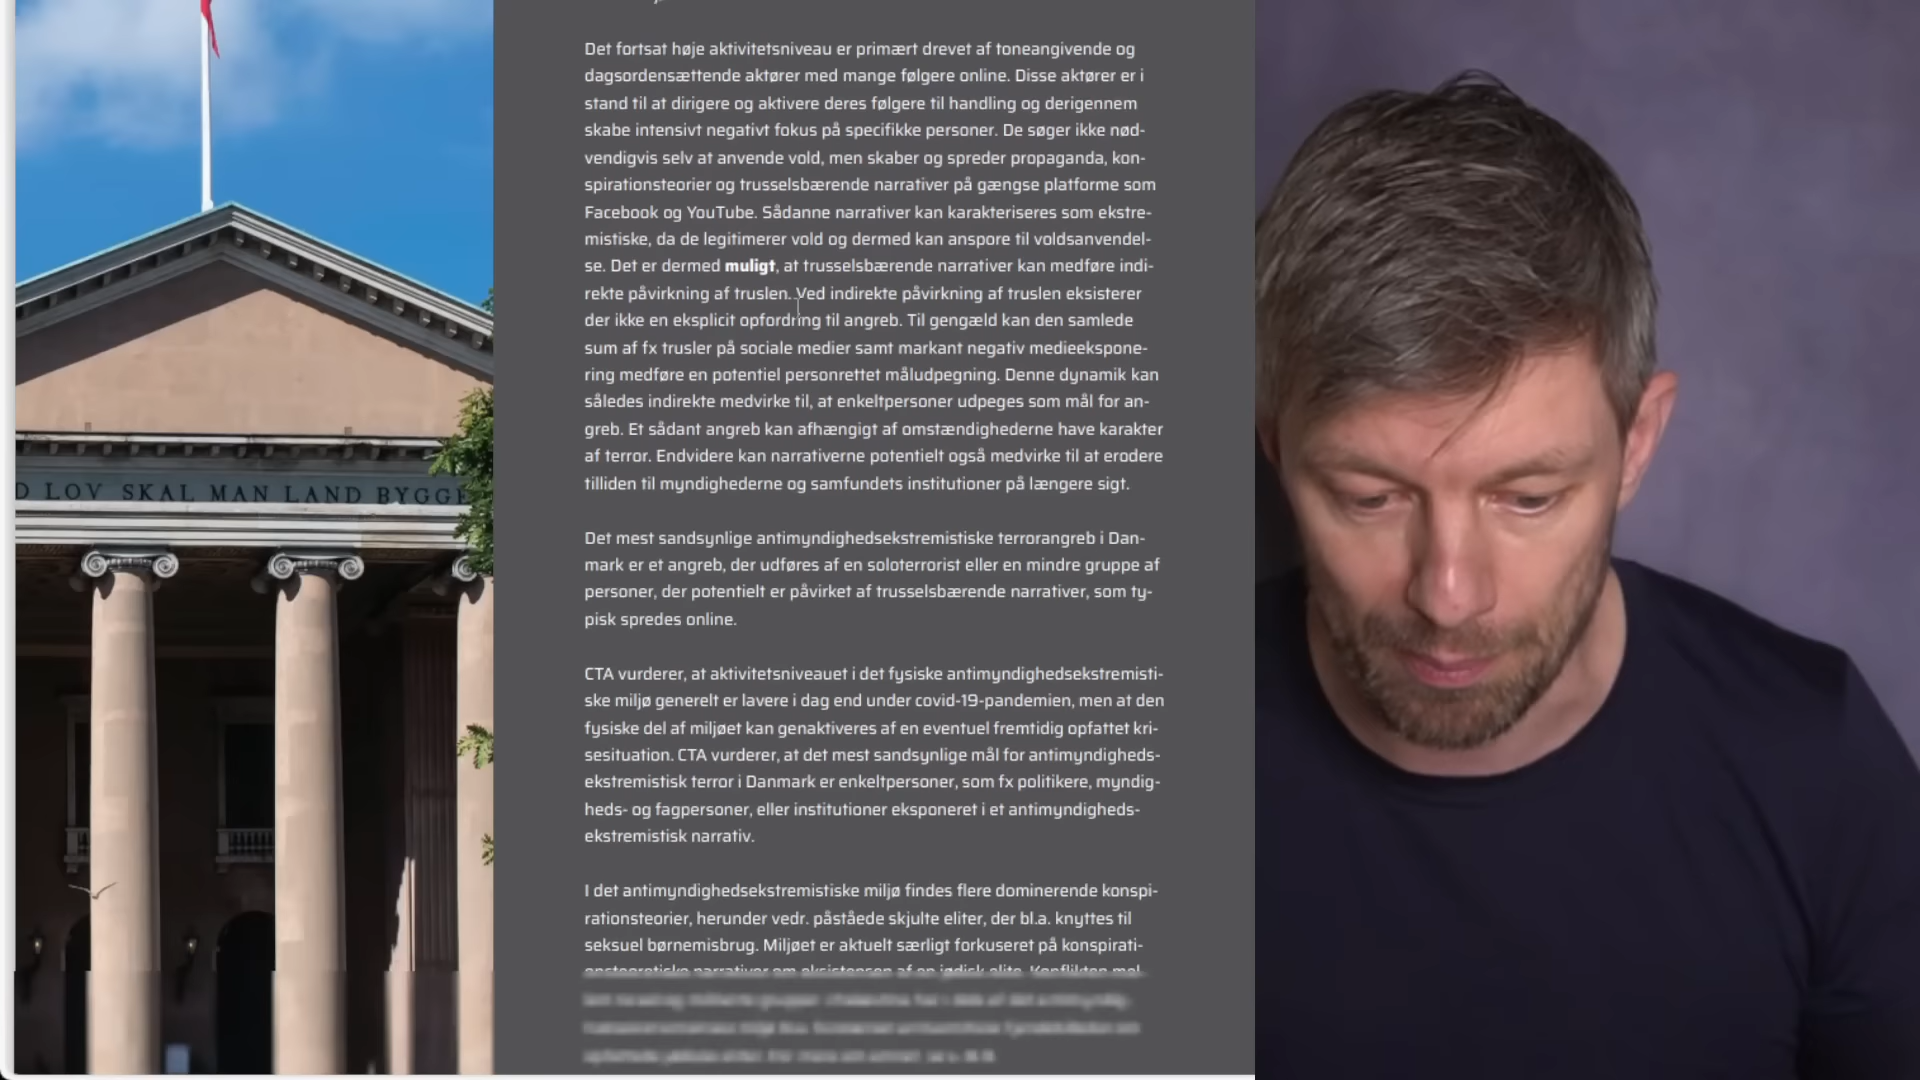 D LOV SKAL MAN LAND BYGGE
Det fortsat høje aktivitetsniveau er primært drevet af toneangivende og
dagsordensættende aktører med mange følgere online. Disse aktører er i
stand til at dirigere og aktivere deres følgere til handling og derigennem
skabe intensivt negativt fokus på specifikke personer. De søger ikke nød-
vendigvis selv at anvende vold, men skaber og spreder propaganda, kon-
spirationsteorier og trusselsbærende narrativer på gængse platforme som
Facebook og YouTube. Sådanne narrativer kan karakteriseres som ekstre-
mistiske, da de legitimerer vold og dermed kan anspore til voldsanvendel-
se. Det er dermed muligt, at trusselsbærende narrativer kan medføre indi-
rekte påvirkning af truslen. Ved indirekte påvirkning af truslen eksisterer
der ikke en eksplicit opfordring til angreb. Til gengæld kan den samlede
sum af fx trusler på sociale medier samt markant negativ medieekspone-
ring medføre en potentiel personrettet måludpegning. Denne dynamik kan
således indirekte medvirke til, at enkeltpersoner udpeges som mål for an-
greb. Et sådant angreb kan afhængigt af omstændighederne have karakter
af terror. Endvidere kan narrativerne potentielt også medvirke til at erodere
tilliden til myndighederne og samfundets institutioner på længere sigt.
Det mest sandsynlige antimyndighedsekstremistiske terrorangreb i Dan-
mark er et angreb, der udføres af en soloterrorist eller en mindre gruppe af
personer, der potentielt er påvirket af trusselsbærende narrativer, som ty-
pisk spredes online.
CTA vurderer, at aktivitetsniveauet i det fysiske antimyndighedsekstremisti-
ske miljø generelt er lavere i dag end under covid-19-pandemien, men at den
fysiske del af miljøet kan genaktiveres af en eventuel fremtidig opfattet kri-
sesituation. CTA vurderer, at det mest sandsynlige mål for antimyndigheds-
ekstremistisk terror i Danmark er enkeltpersoner, som fx politikere, myndig-
heds- og fagpersoner, eller institutioner eksponeret i et antimyndigheds-
ekstremistisk narrativ.
I det antimyndighedsekstremistiske miljø findes flere dominerende konspi-
rationsteorier, herunder vedr. påståede skjulte eliter, der bl.a. knyttes til
seksuel børnemisbrug. Miljøet er aktuelt særligt forkuseret på konspirati-
onsteoretiske narrativer om eksistensen af en jødisk elite. Konflikten mel-